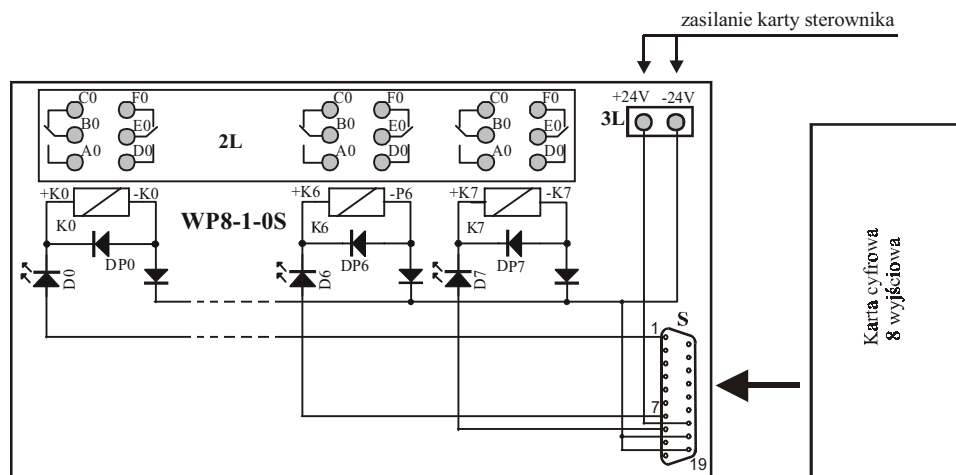 zasilanie karty sterownika
+24V -24V
3L
C0 F0 C0 F0 C0 F0
B0 E0 B0 E0 B0 E0
2L
A0 D0 A0 D0 A0 D0
+K0 -K0 +K6 -P6 +K7 -K7
WP8-1-0S
K0 K6 K7
DP0 DP6 DP7
D0 D6 D7
Karta cyfrowa
8 wyjściowa
S
1
7
19